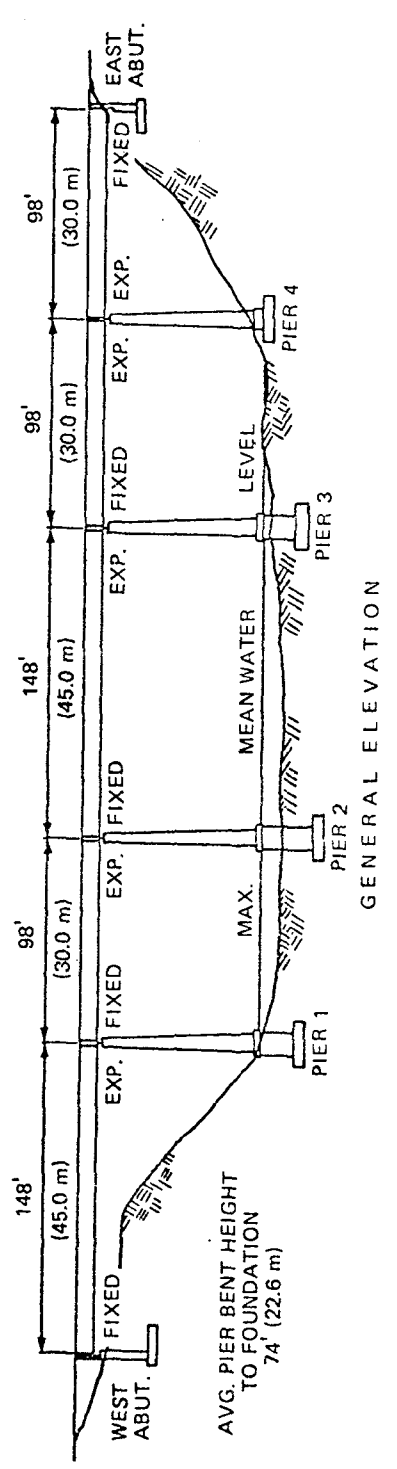 148'
(45.0 m)
98'
(30.0 m)
148'
(45.0 m)
98'
(30.0 m)
98'
(30.0 m)
WEST
ABUT.
FIXED
EXP.
FIXED
EXP.
FIXED
EXP.
FIXED
EXP.
EXP.
FIXED
EAST
ABUT.
MAX.
MEAN WATER
LEVEL
PIER 1
PIER 2
PIER 3
PIER 4
AVG. PIER BENT HEIGHT
TO FOUNDATION
74' (22.6 m)
GENERAL ELEVATION